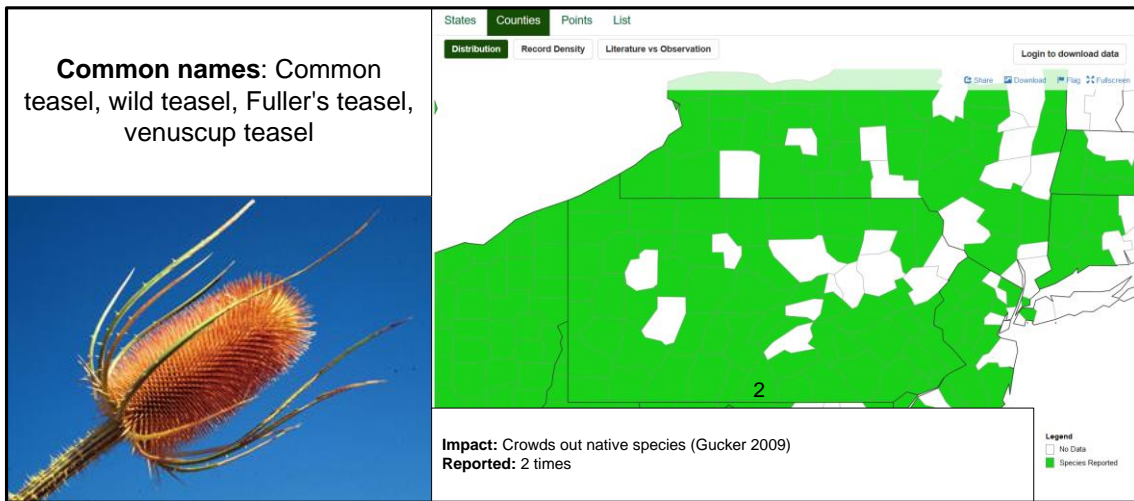 Common names: Common
teasel, wild teasel, Fuller's teasel,
venuscup teasel
States Counties Points List
Distribution Record Density Literature vs Observation Login to download data
Share Download Flag Fullscreen
2
Impact: Crowds out native species (Gucker 2009)
Reported: 2 times
Legend
No Data
Species Reported